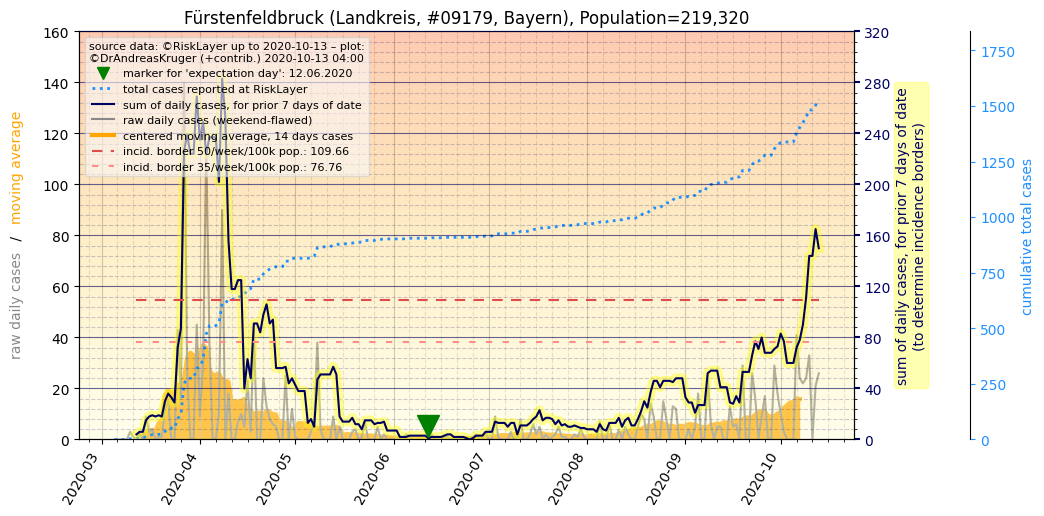 Fürstenfeldbruck (Landkreis, #09179, Bayern), Population=219,320
source data: ©RiskLayer up to 2020-10-13 – plot:
©DrAndreasKruger (+contrib.) 2020-10-13 04:00
marker for 'expectation day': 12.06.2020
total cases reported at RiskLayer
sum of daily cases, for prior 7 days of date
raw daily cases (weekend-flawed)
centered moving average, 14 days cases
incid. border 50/week/100k pop.: 109.66
incid. border 35/week/100k pop.: 76.76
raw daily cases / moving average
160
140
120
100
80
60
40
20
0
2020-03
2020-04
2020-05
2020-06
2020-07
2020-08
2020-09
2020-10
320
280
240
200
160
120
80
40
0
sum of daily cases, for prior 7 days of date
(to determine incidence borders)
1750
1500
1250
1000
750
500
250
0
cumulative total cases